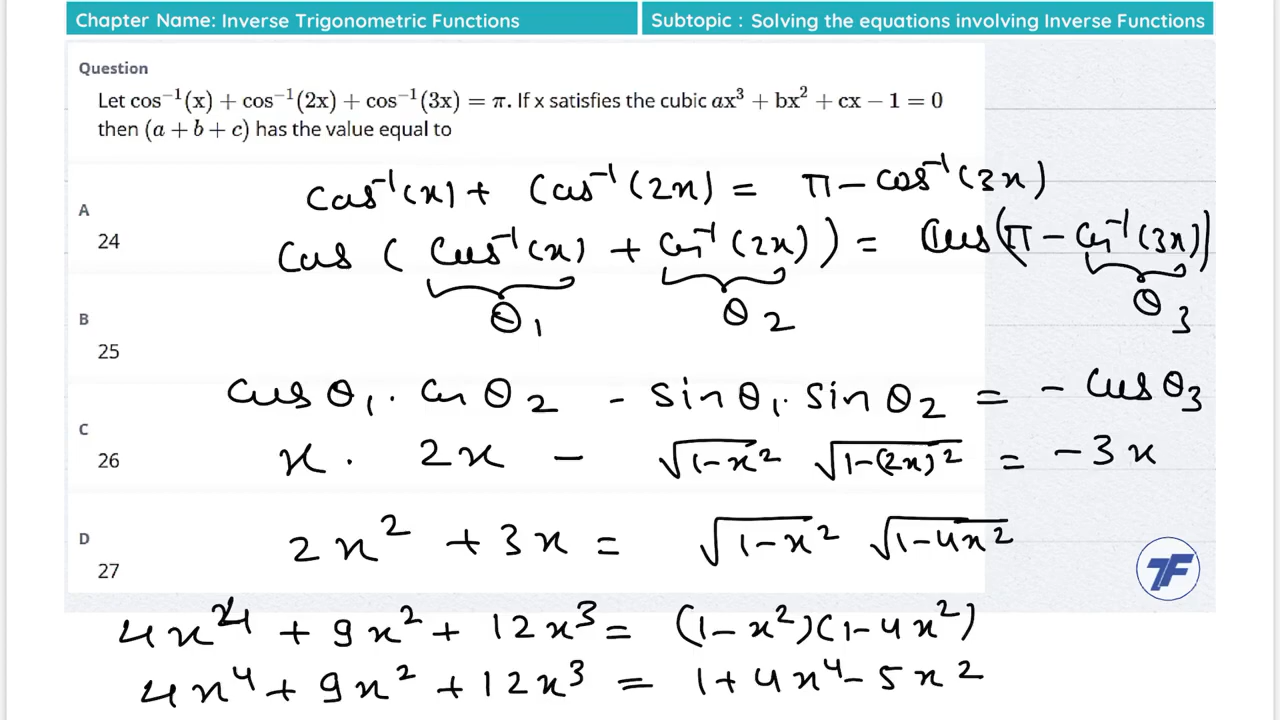 Chapter Name: Inverse Trigonometric Functions
Subtopic : Solving the equations involving Inverse Functions
Question
Let cos⁻¹(x) + cos⁻¹(2x) + cos⁻¹(3x) = π. If x satisfies the cubic ax³ + bx² + cx − 1 = 0
then (a + b + c) has the value equal to
cos⁻¹(x) + cos⁻¹(2x) = π − cos⁻¹(3x)
A
24
cos ( cos⁻¹(x) + cos⁻¹(2x) ) = cos(π − cos⁻¹(3x))
θ₁ θ₂ θ₃
B
25
cos θ₁ . cos θ₂ − sin θ₁ . sin θ₂ = − cos θ₃
C
26
x . 2x − √1−x² √1−(2x)² = −3x
D
27
2x² + 3x = √1−x² √1−4x²
TF
4x⁴ + 9x² + 12x³ = (1−x²)(1−4x²)
4x⁴ + 9x² + 12x³ = 1 + 4x⁴ − 5x²